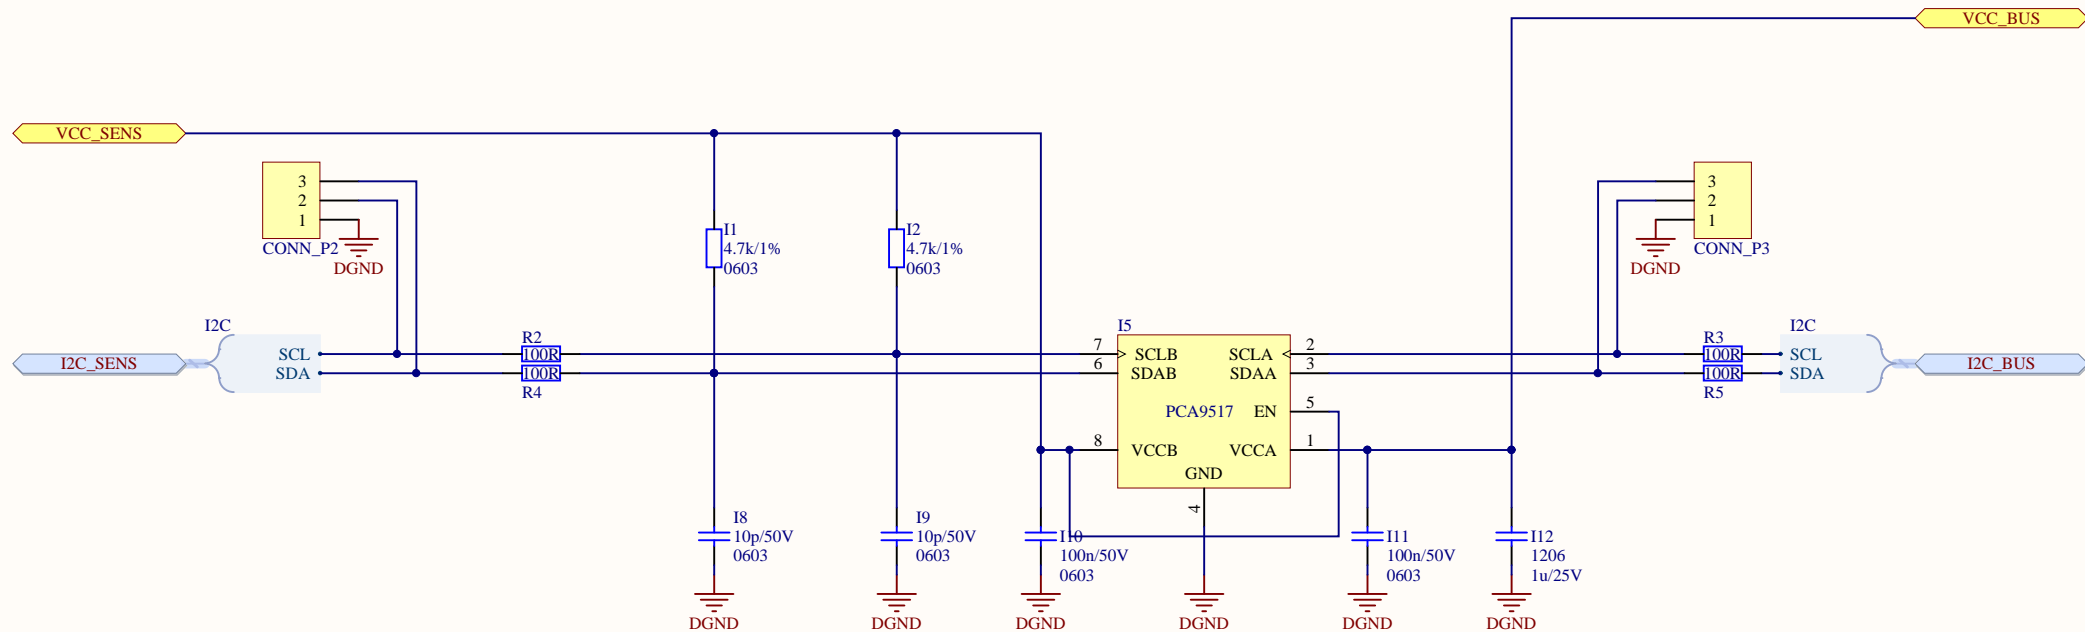 VCC_BUS
VCC_SENS
3
2
1
CONN_P2
DGND
I1
4.7k/1%
0603
I2
4.7k/1%
0603
3
2
1
CONN_P3
DGND
I2C_SENS
I2C
SCL
SDA
R2
100R
100R
R4
I5
7
6
8
SCLB
SDAB
VCCB
SCLA
SDAA
PCA9517 EN
VCCA
GND
2
3
5
1
4
R3
100R
100R
R5
I2C
SCL
SDA
I2C_BUS
I8
10p/50V
0603
DGND
I9
10p/50V
0603
DGND
I10
100n/50V
0603
DGND
DGND
I11
100n/50V
0603
DGND
I12
1206
1u/25V
DGND